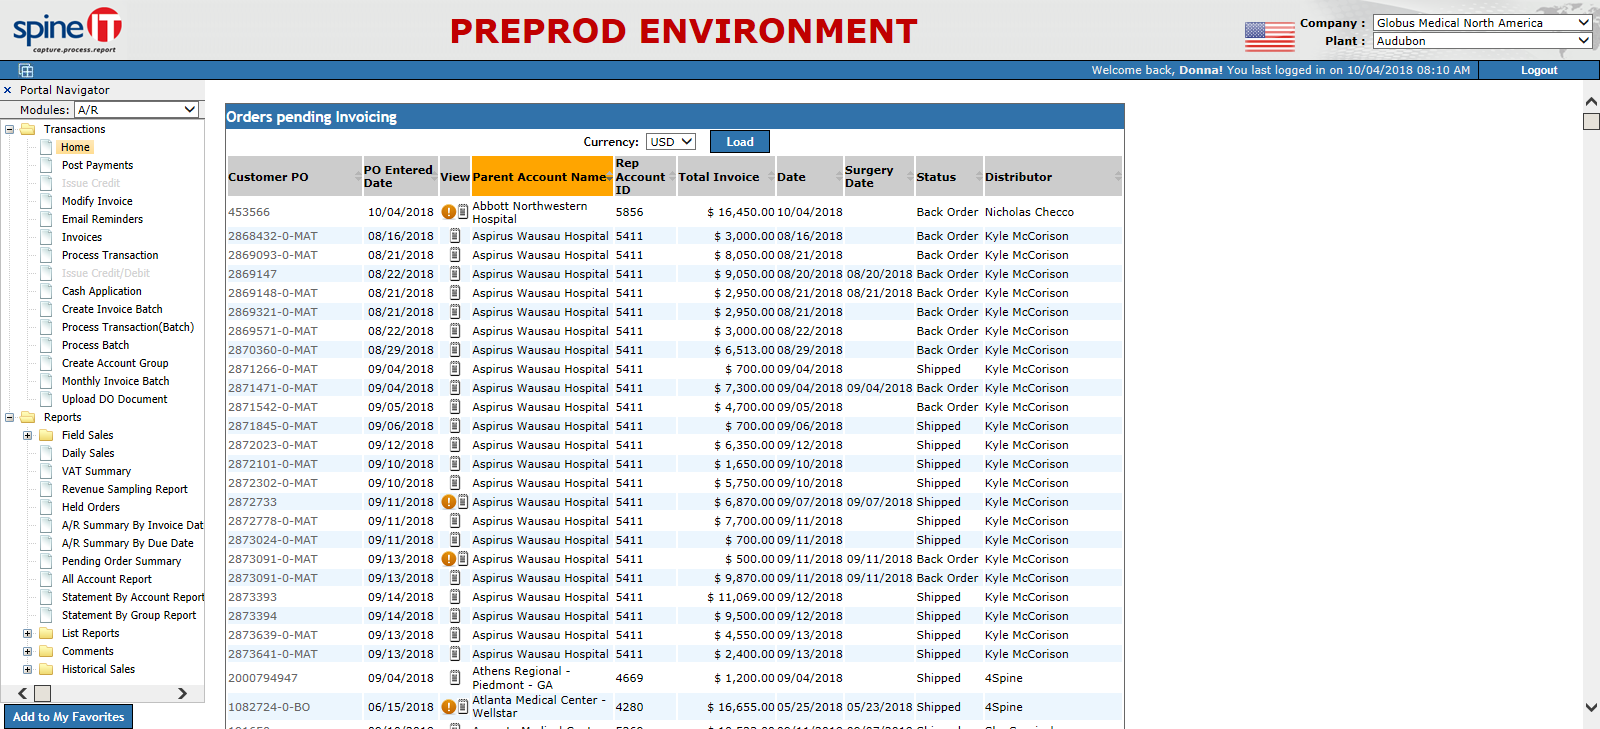 spine IT
capture.process.report
PREPROD ENVIRONMENT
Company : Globus Medical North America
Plant : Audubon
Welcome back, Donna! You last logged in on 10/04/2018 08:10 AM Logout
Portal Navigator
Modules: A/R
Transactions
Home
Post Payments
Issue Credit
Modify Invoice
Email Reminders
Invoices
Process Transaction
Issue Credit/Debit
Cash Application
Create Invoice Batch
Process Transaction(Batch)
Process Batch
Create Account Group
Monthly Invoice Batch
Upload DO Document
Reports
Field Sales
Daily Sales
VAT Summary
Revenue Sampling Report
Held Orders
A/R Summary By Invoice Dat
A/R Summary By Due Date
Pending Order Summary
All Account Report
Statement By Account Report
Statement By Group Report
List Reports
Comments
Historical Sales
Add to My Favorites
Orders pending Invoicing
Currency: USD Load
Customer PO PO Entered Date View Parent Account Name Rep Account ID Total Invoice Date Surgery Date Status Distributor
453566 10/04/2018 Abbott Northwestern Hospital 5856 $ 16,450.00 10/04/2018 Back Order Nicholas Checco
2868432-0-MAT 08/16/2018 Aspirus Wausau Hospital 5411 $ 3,000.00 08/16/2018 Back Order Kyle McCorison
2869093-0-MAT 08/21/2018 Aspirus Wausau Hospital 5411 $ 8,050.00 08/21/2018 Back Order Kyle McCorison
2869147 08/22/2018 Aspirus Wausau Hospital 5411 $ 9,050.00 08/20/2018 08/20/2018 Back Order Kyle McCorison
2869148-0-MAT 08/21/2018 Aspirus Wausau Hospital 5411 $ 2,950.00 08/21/2018 08/21/2018 Back Order Kyle McCorison
2869321-0-MAT 08/21/2018 Aspirus Wausau Hospital 5411 $ 2,950.00 08/21/2018 Back Order Kyle McCorison
2869571-0-MAT 08/22/2018 Aspirus Wausau Hospital 5411 $ 3,000.00 08/22/2018 Back Order Kyle McCorison
2870360-0-MAT 08/29/2018 Aspirus Wausau Hospital 5411 $ 6,513.00 08/29/2018 Back Order Kyle McCorison
2871266-0-MAT 09/04/2018 Aspirus Wausau Hospital 5411 $ 700.00 09/04/2018 Shipped Kyle McCorison
2871471-0-MAT 09/04/2018 Aspirus Wausau Hospital 5411 $ 7,300.00 09/04/2018 09/04/2018 Back Order Kyle McCorison
2871542-0-MAT 09/05/2018 Aspirus Wausau Hospital 5411 $ 4,700.00 09/05/2018 Back Order Kyle McCorison
2871845-0-MAT 09/06/2018 Aspirus Wausau Hospital 5411 $ 700.00 09/06/2018 Shipped Kyle McCorison
2872023-0-MAT 09/12/2018 Aspirus Wausau Hospital 5411 $ 6,350.00 09/12/2018 Shipped Kyle McCorison
2872101-0-MAT 09/10/2018 Aspirus Wausau Hospital 5411 $ 1,650.00 09/10/2018 Shipped Kyle McCorison
2872302-0-MAT 09/10/2018 Aspirus Wausau Hospital 5411 $ 5,750.00 09/10/2018 Shipped Kyle McCorison
2872733 09/11/2018 Aspirus Wausau Hospital 5411 $ 6,870.00 09/07/2018 09/07/2018 Shipped Kyle McCorison
2872778-0-MAT 09/11/2018 Aspirus Wausau Hospital 5411 $ 7,700.00 09/11/2018 Shipped Kyle McCorison
2873024-0-MAT 09/11/2018 Aspirus Wausau Hospital 5411 $ 700.00 09/11/2018 Shipped Kyle McCorison
2873091-0-MAT 09/13/2018 Aspirus Wausau Hospital 5411 $ 500.00 09/11/2018 09/11/2018 Back Order Kyle McCorison
2873091-0-MAT 09/13/2018 Aspirus Wausau Hospital 5411 $ 9,870.00 09/11/2018 09/11/2018 Back Order Kyle McCorison
2873393 09/14/2018 Aspirus Wausau Hospital 5411 $ 11,069.00 09/12/2018 Shipped Kyle McCorison
2873394 09/14/2018 Aspirus Wausau Hospital 5411 $ 9,500.00 09/12/2018 Shipped Kyle McCorison
2873639-0-MAT 09/13/2018 Aspirus Wausau Hospital 5411 $ 4,550.00 09/13/2018 Shipped Kyle McCorison
2873641-0-MAT 09/13/2018 Aspirus Wausau Hospital 5411 $ 2,400.00 09/13/2018 Shipped Kyle McCorison
2000794947 09/04/2018 Athens Regional - Piedmont - GA 4669 $ 1,200.00 09/04/2018 Shipped 4Spine
1082724-0-BO 06/15/2018 Atlanta Medical Center - Wellstar 4280 $ 16,655.00 05/25/2018 05/23/2018 Shipped 4Spine